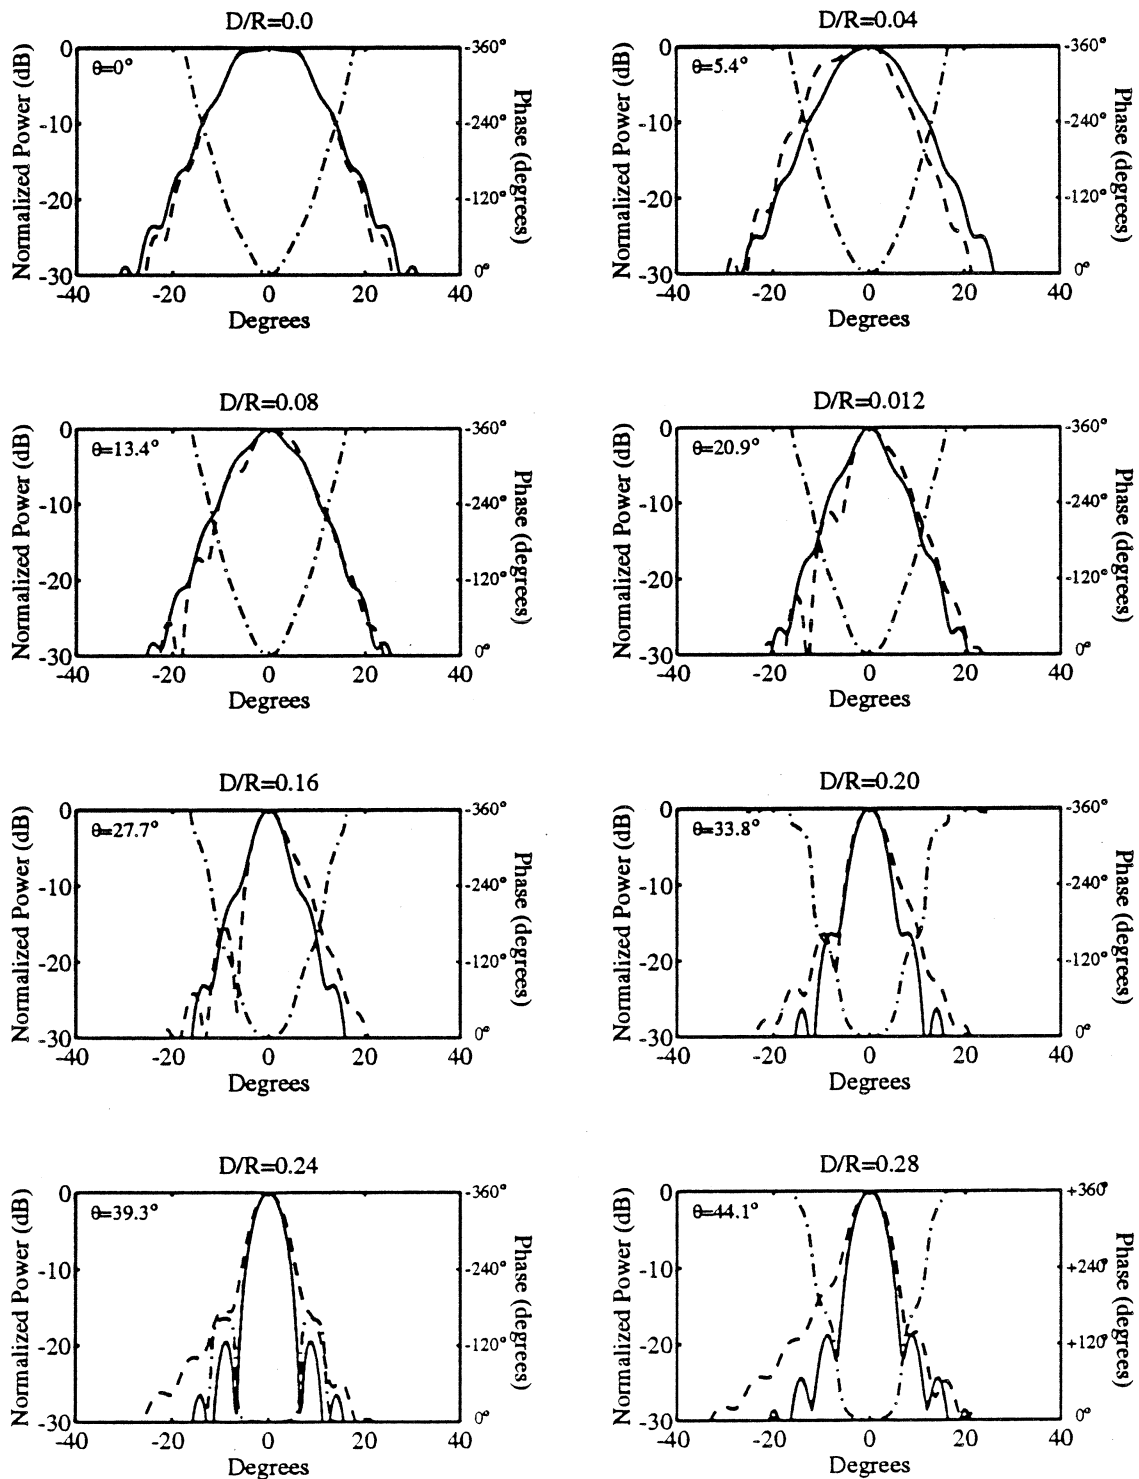 D/R=0.0
θ=0°
Normalized Power (dB)
0
-10
-20
-30
-40
-20
0
20
40
Degrees
-360°
-240°
-120°
0°
Phase (degrees)
D/R=0.04
θ=5.4°
Normalized Power (dB)
0
-10
-20
-30
-40
-20
0
20
40
Degrees
-360°
-240°
-120°
0°
Phase (degrees)
D/R=0.08
θ=13.4°
Normalized Power (dB)
0
-10
-20
-30
-40
-20
0
20
40
Degrees
-360°
-240°
-120°
0°
Phase (degrees)
D/R=0.012
θ=20.9°
Normalized Power (dB)
0
-10
-20
-30
-40
-20
0
20
40
Degrees
-360°
-240°
-120°
0°
Phase (degrees)
D/R=0.16
θ=27.7°
Normalized Power (dB)
0
-10
-20
-30
-40
-20
0
20
40
Degrees
-360°
-240°
-120°
0°
Phase (degrees)
D/R=0.20
θ=33.8°
Normalized Power (dB)
0
-10
-20
-30
-40
-20
0
20
40
Degrees
-360°
-240°
-120°
0°
Phase (degrees)
D/R=0.24
θ=39.3°
Normalized Power (dB)
0
-10
-20
-30
-40
-20
0
20
40
Degrees
-360°
-240°
-120°
0°
Phase (degrees)
D/R=0.28
θ=44.1°
Normalized Power (dB)
0
-10
-20
-30
-40
-20
0
20
40
Degrees
+360°
+240°
+120°
0°
Phase (degrees)